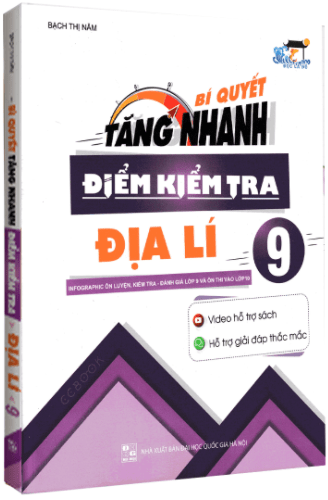 BẠCH THỊ NĂM
BÍ QUYẾT
TĂNG NHANH
ĐIỂM KIỂM TRA
ĐỊA LÍ
9
INFOGRAPHIC ÔN LUYỆN, KIỂM TRA - ĐÁNH GIÁ LỚP 9 VÀ ÔN THI VÀO LỚP 10
Video hỗ trợ sách
Hỗ trợ giải đáp thắc mắc
NHÀ XUẤT BẢN ĐẠI HỌC QUỐC GIA HÀ NỘI
BÍ QUYẾT TĂNG NHANH ĐIỂM KIỂM TRA - ĐỊA LÍ - 9
CCBOOK